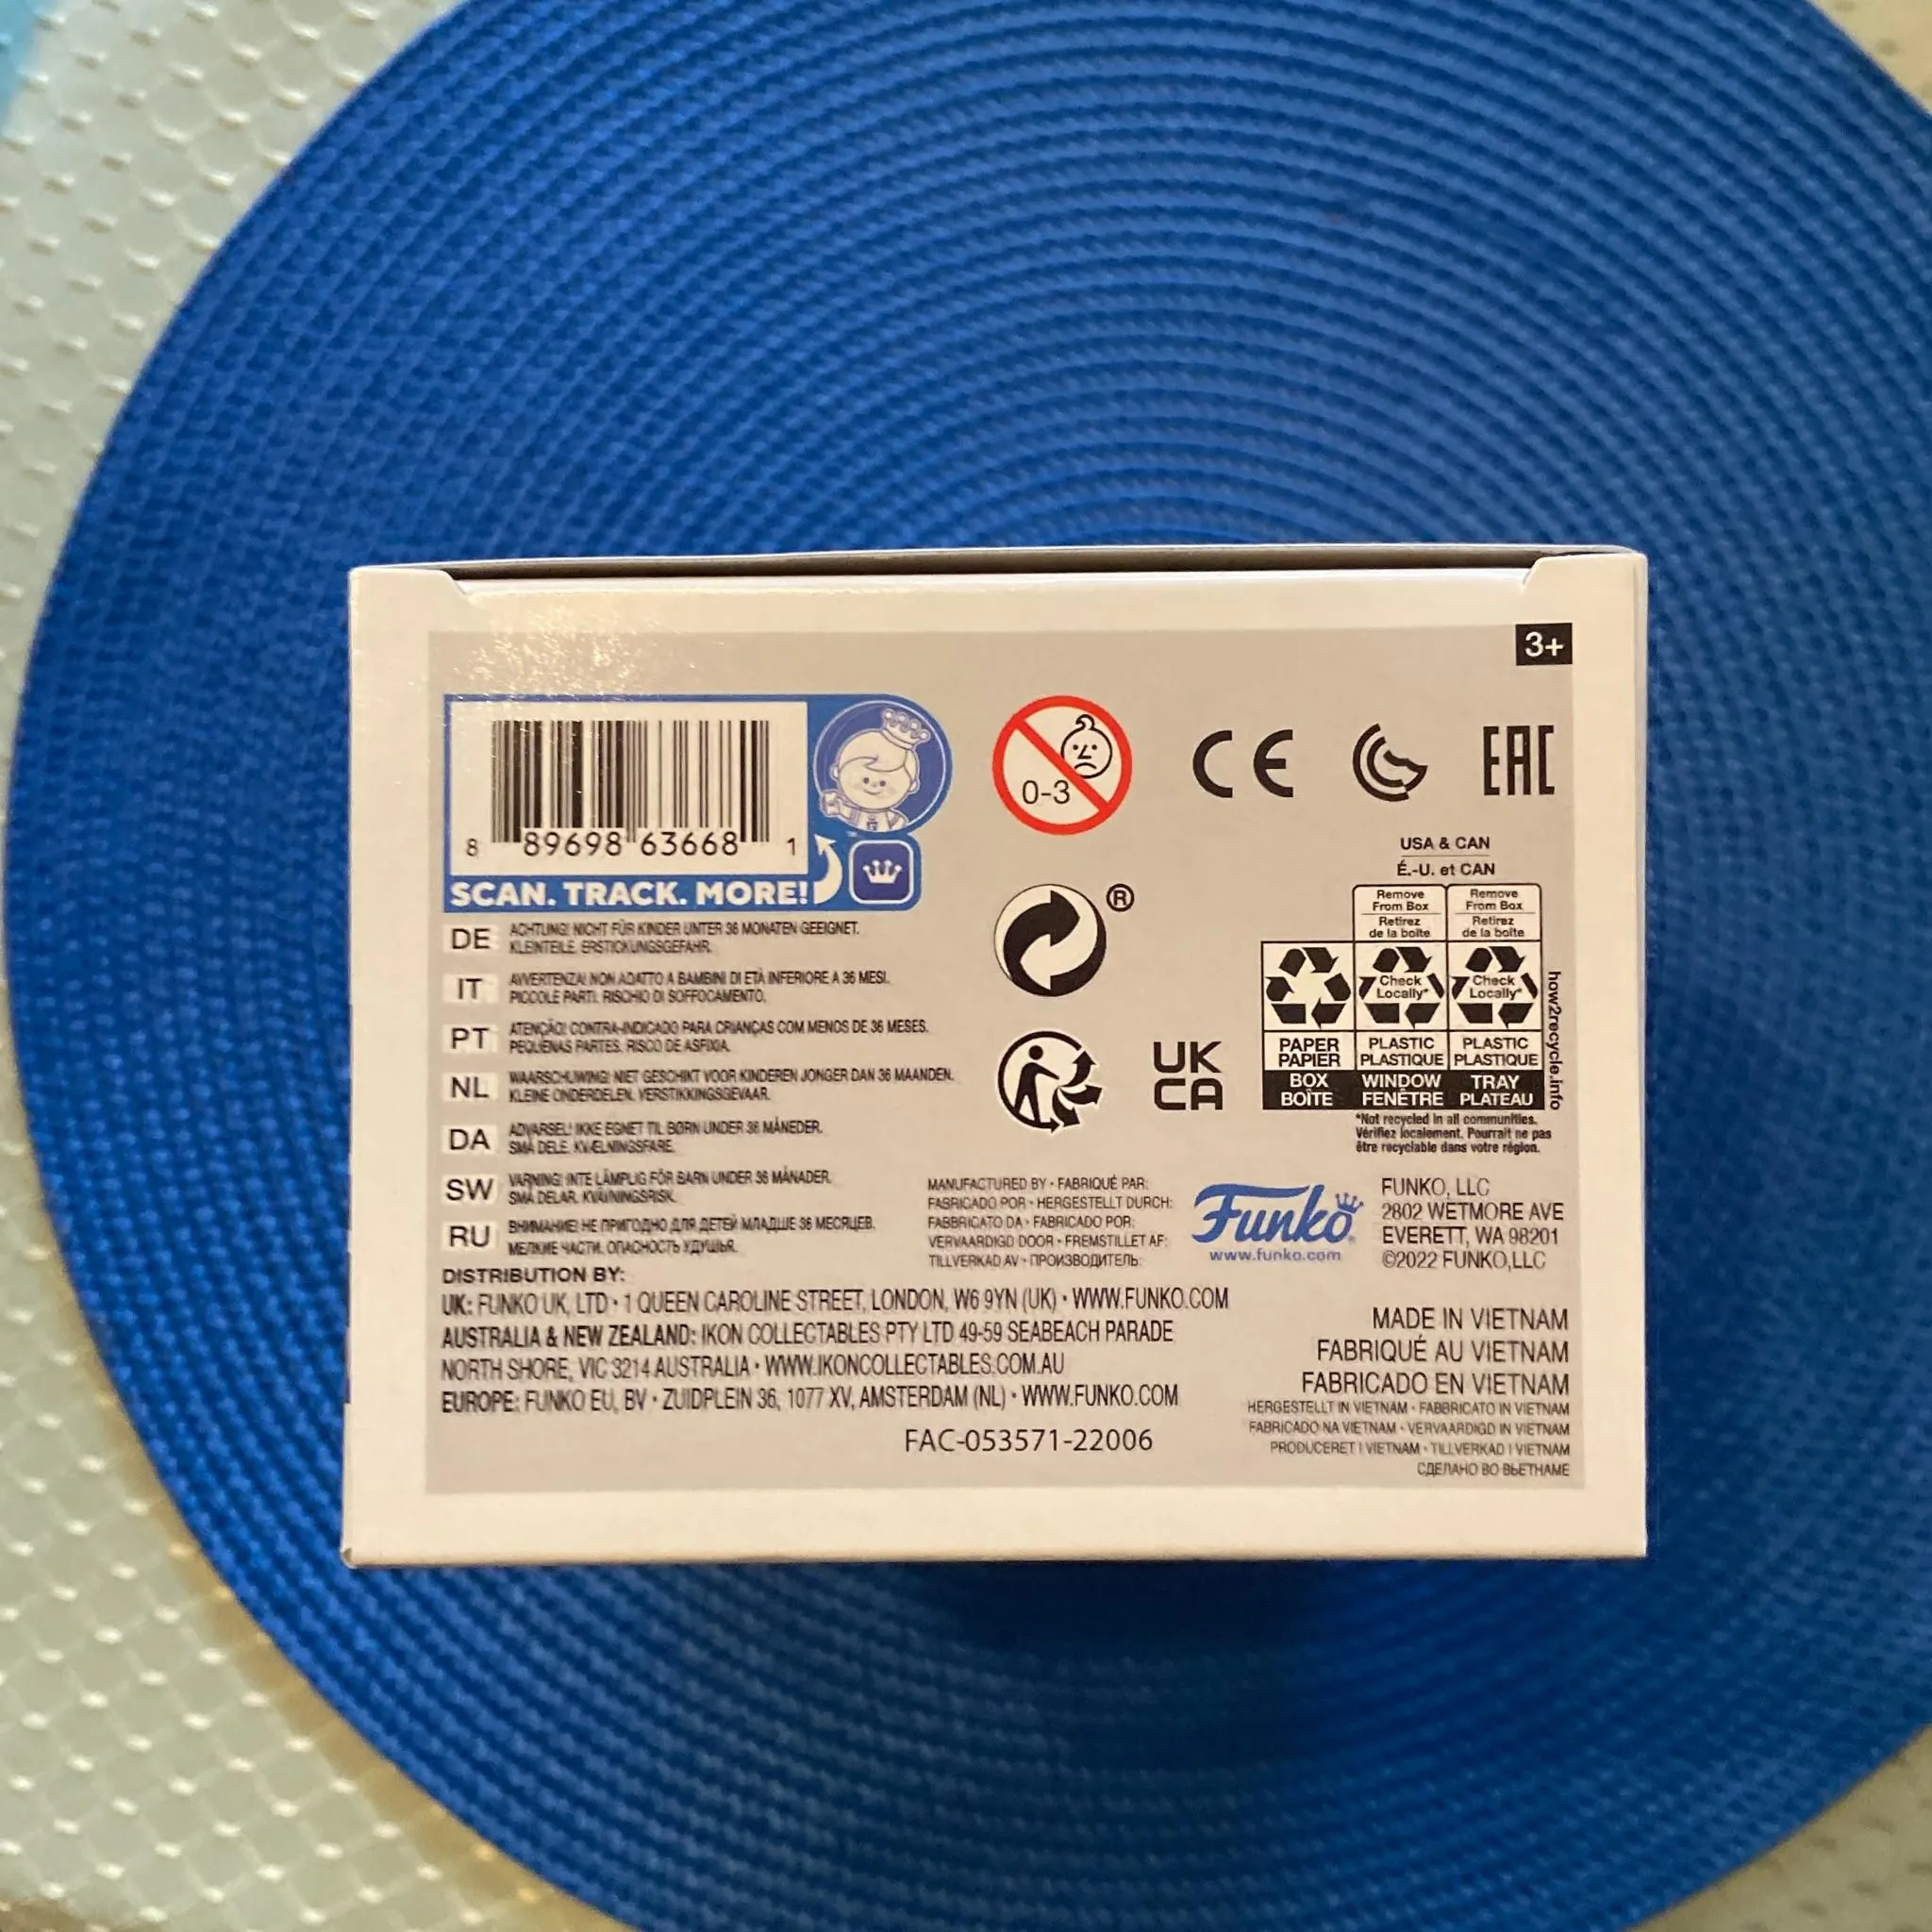 3+
8 89698 63668 1
SCAN. TRACK. MORE!
™
0-3
CE
EAC
®
UK
CA
USA & CAN
É.-U. et CAN
Remove
From Box
Retirez
de la boîte
Remove
From Box
Retirez
de la boîte
Check
Locally*
Check
Locally*
PAPER
PAPIER
PLASTIC
PLASTIQUE
PLASTIC
PLASTIQUE
BOX
BOÎTE
WINDOW
FENÊTRE
TRAY
PLATEAU
how2recycle.info
*Not recycled in all communities.
Vérifiez localement. Pourrait ne pas
être recyclable dans votre région.
DE ACHTUNG! NICHT FÜR KINDER UNTER 36 MONATEN GEEIGNET.
KLEINTEILE. ERSTICKUNGSGEFAHR.
IT AVVERTENZA! NON ADATTO A BAMBINI DI ETÀ INFERIORE A 36 MESI.
PICCOLE PARTI. RISCHIO DI SOFFOCAMENTO.
PT ATENÇÃO! CONTRA-INDICADO PARA CRIANÇAS COM MENOS DE 36 MESES.
PEQUENAS PARTES. RISCO DE ASFIXIA.
NL WAARSCHUWING! NIET GESCHIKT VOOR KINDEREN JONGER DAN 36 MAANDEN.
KLEINE ONDERDELEN. VERSTIKKINGSGEVAAR.
DA ADVARSEL! IKKE EGNET TIL BØRN UNDER 36 MÅNEDER.
SMÅ DELE. KVÆLNINGSFARE.
SW VARNING! INTE LÄMPLIG FÖR BARN UNDER 36 MÅNADER.
SMÅ DELAR. KVÄVNINGSRISK.
RU ВНИМАНИЕ! НЕ ПРИГОДНО ДЛЯ ДЕТЕЙ МЛАДШЕ 36 МЕСЯЦЕВ.
МЕЛКИЕ ЧАСТИ. ОПАСНОСТЬ УДУШЬЯ.
MANUFACTURED BY • FABRIQUÉ PAR:
FABRICADO POR • HERGESTELLT DURCH:
FABBRICATO DA • FABRICADO POR:
VERVAARDIGD DOOR • FREMSTILLET AF:
TILLVERKAD AV • ПРОИЗВОДИТЕЛЬ:
Funko®
www.funko.com
FUNKO, LLC
2802 WETMORE AVE
EVERETT, WA 98201
©2022 FUNKO,LLC
DISTRIBUTION BY:
UK: FUNKO UK, LTD • 1 QUEEN CAROLINE STREET, LONDON, W6 9YN (UK) • WWW.FUNKO.COM
AUSTRALIA & NEW ZEALAND: IKON COLLECTABLES PTY LTD 49-59 SEABEACH PARADE
NORTH SHORE, VIC 3214 AUSTRALIA • WWW.IKONCOLLECTABLES.COM.AU
EUROPE: FUNKO EU, BV • ZUIDPLEIN 36, 1077 XV, AMSTERDAM (NL) • WWW.FUNKO.COM
FAC-053571-22006
MADE IN VIETNAM
FABRIQUÉ AU VIETNAM
FABRICADO EN VIETNAM
HERGESTELLT IN VIETNAM • FABBRICATO IN VIETNAM
FABRICADO NA VIETNAM • VERVAARDIGD IN VIETNAM
PRODUCERET I VIETNAM • TILLVERKAD I VIETNAM
СДЕЛАНО ВО ВЬЕТНАМЕ